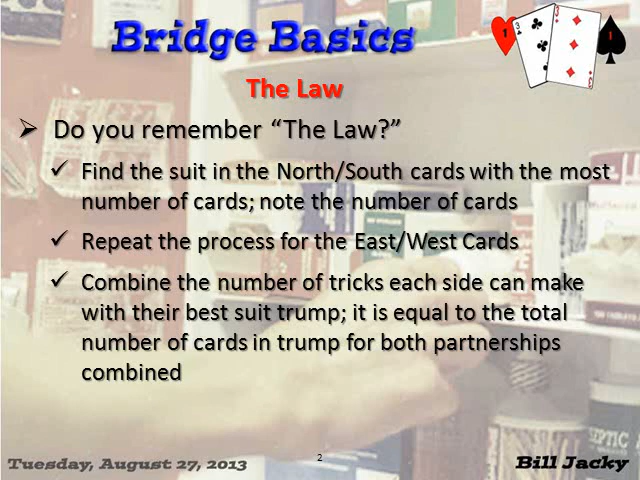 Bridge Basics
The Law
➢ Do you remember “The Law?”
✓ Find the suit in the North/South cards with the most
number of cards; note the number of cards
✓ Repeat the process for the East/West Cards
✓ Combine the number of tricks each side can make
with their best suit trump; it is equal to the total
number of cards in trump for both partnerships
combined
Tuesday, August 27, 2013
2
Bill Jacky